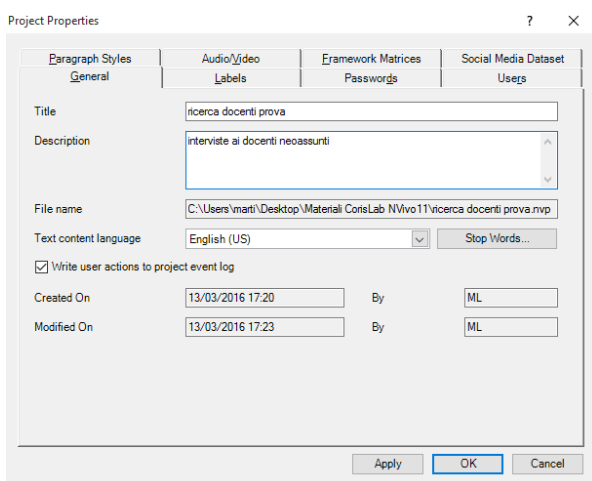 Project Properties ? ×
Paragraph Styles Audio/Video Framework Matrices Social Media Dataset
General Labels Passwords Users
Title ricerca docenti prova
Description interviste ai docenti neoassunti
File name C:\Users\marti\Desktop\Materiali CorisLab NVivo11\ricerca docenti prova.nvp
Text content language English (US) Stop Words...
Write user actions to project event log
Created On 13/03/2016 17:20 By ML
Modified On 13/03/2016 17:23 By ML
Apply OK Cancel